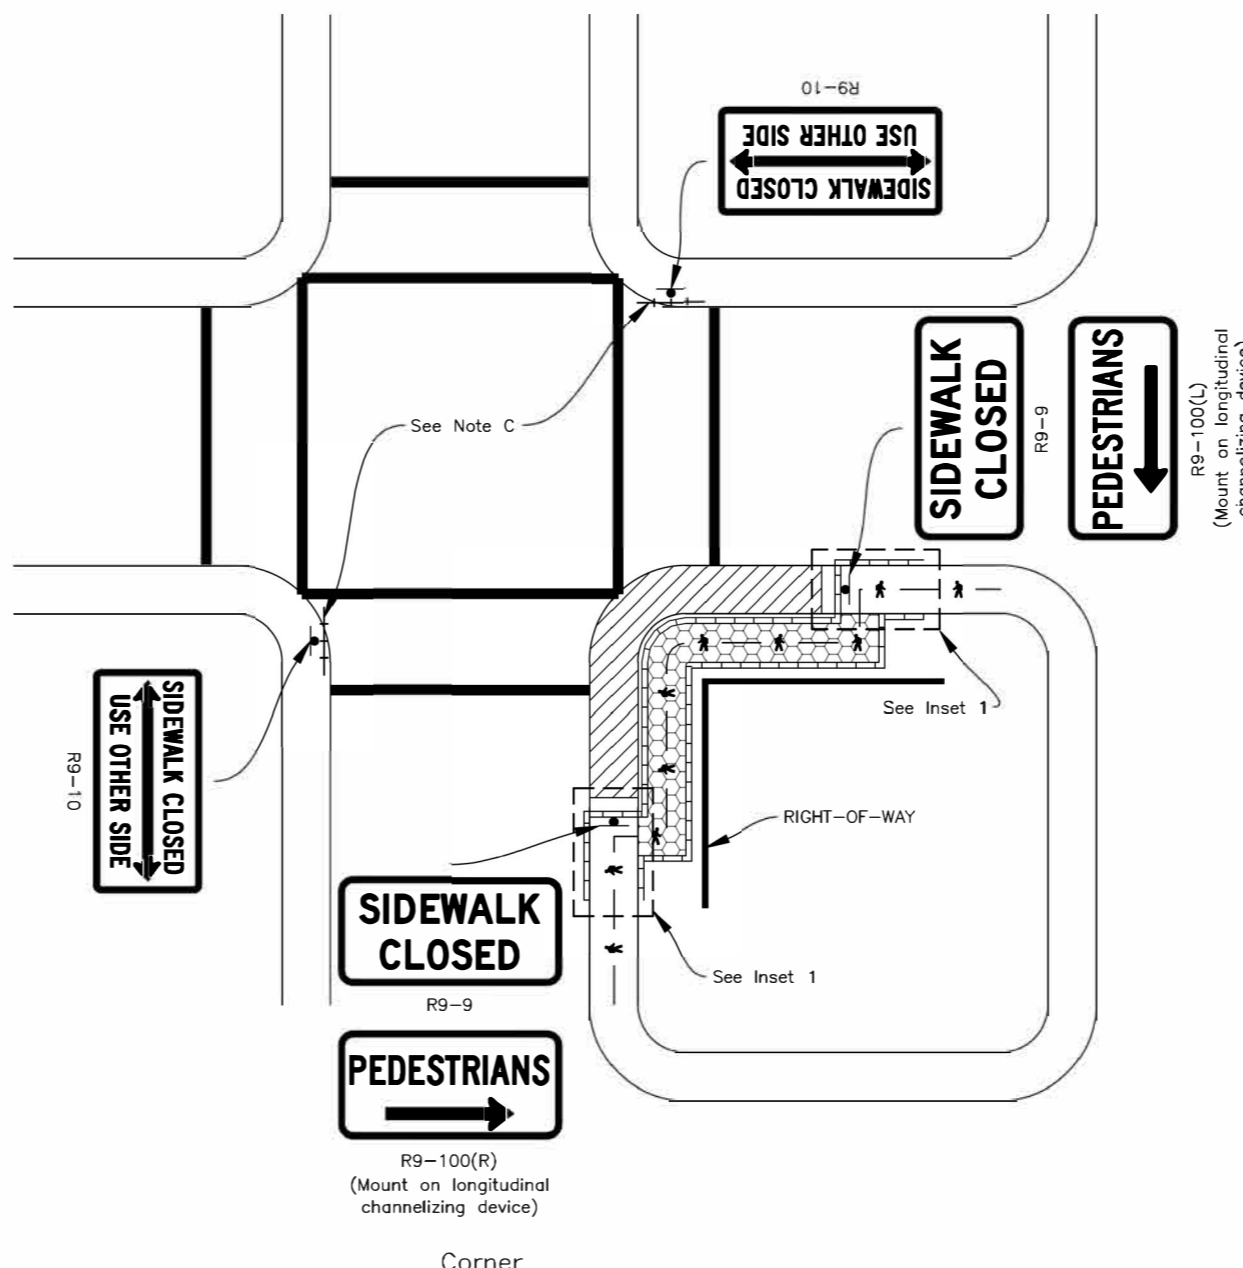 R9-10
SIDEWALK CLOSED
USE OTHER SIDE
See Note C
SIDEWALK
CLOSED
R9-9
PEDESTRIANS
R9-100(L)
(Mount on longitudinal
channelizing device)
See Inset 1
SIDEWALK CLOSED
USE OTHER SIDE
R9-10
RIGHT-OF-WAY
SIDEWALK
CLOSED
R9-9
See Inset 1
PEDESTRIANS
R9-100(R)
(Mount on longitudinal
channelizing device)
Corner